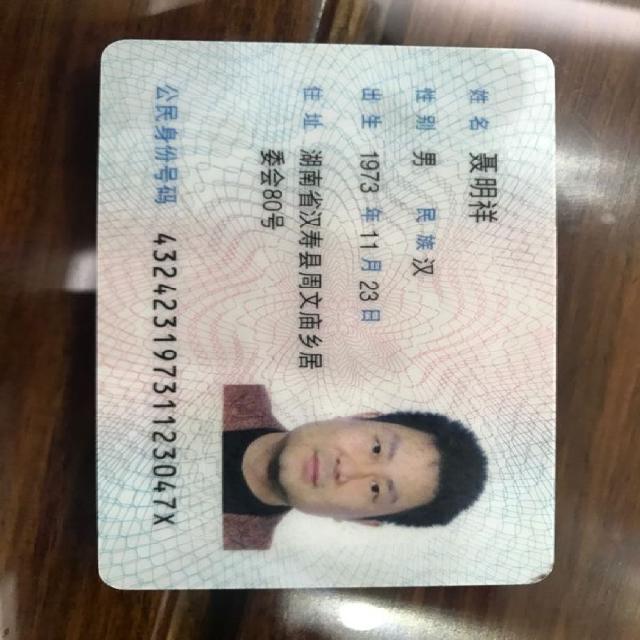 姓名 聂明祥
性别 男 民族 汉
出生 1973 年 11 月 23 日
住址 湖南省汉寿县周文庙乡居
委会80号
公民身份号码 43242319731123047X